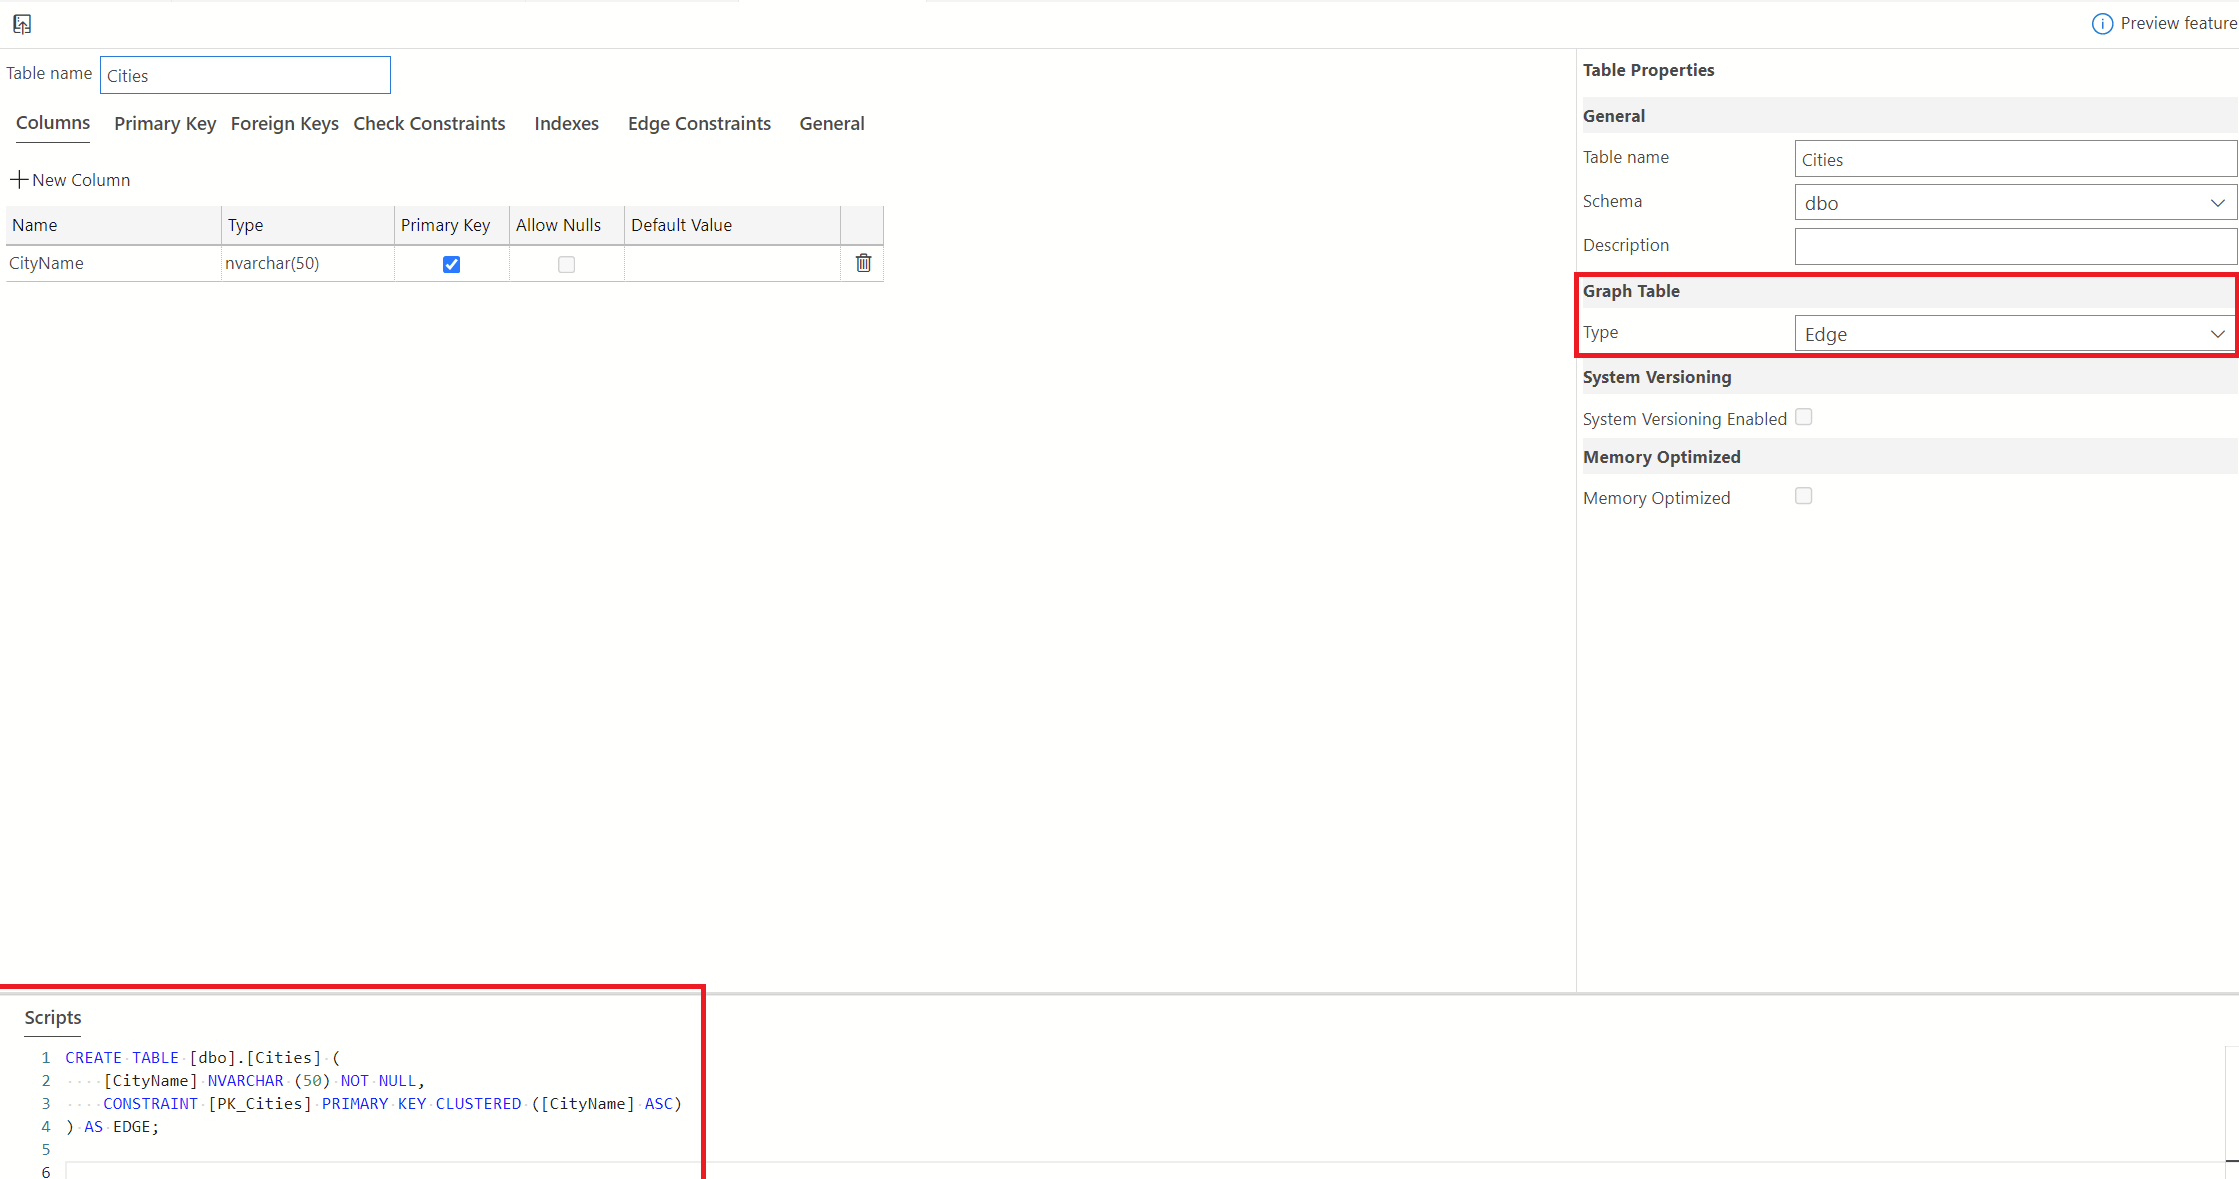 Preview feature
Table name Cities
Columns Primary Key Foreign Keys Check Constraints Indexes Edge Constraints General
New Column
Name Type Primary Key Allow Nulls Default Value
CityName nvarchar(50)
Table Properties
General
Table name Cities
Schema dbo
Description
Graph Table
Type Edge
System Versioning
System Versioning Enabled
Memory Optimized
Memory Optimized
Scripts
1 CREATE TABLE [dbo].[Cities] (
2 ····[CityName] NVARCHAR (50) NOT NULL,
3 ····CONSTRAINT [PK_Cities] PRIMARY KEY CLUSTERED ([CityName] ASC)
4 ) AS EDGE;
5
6